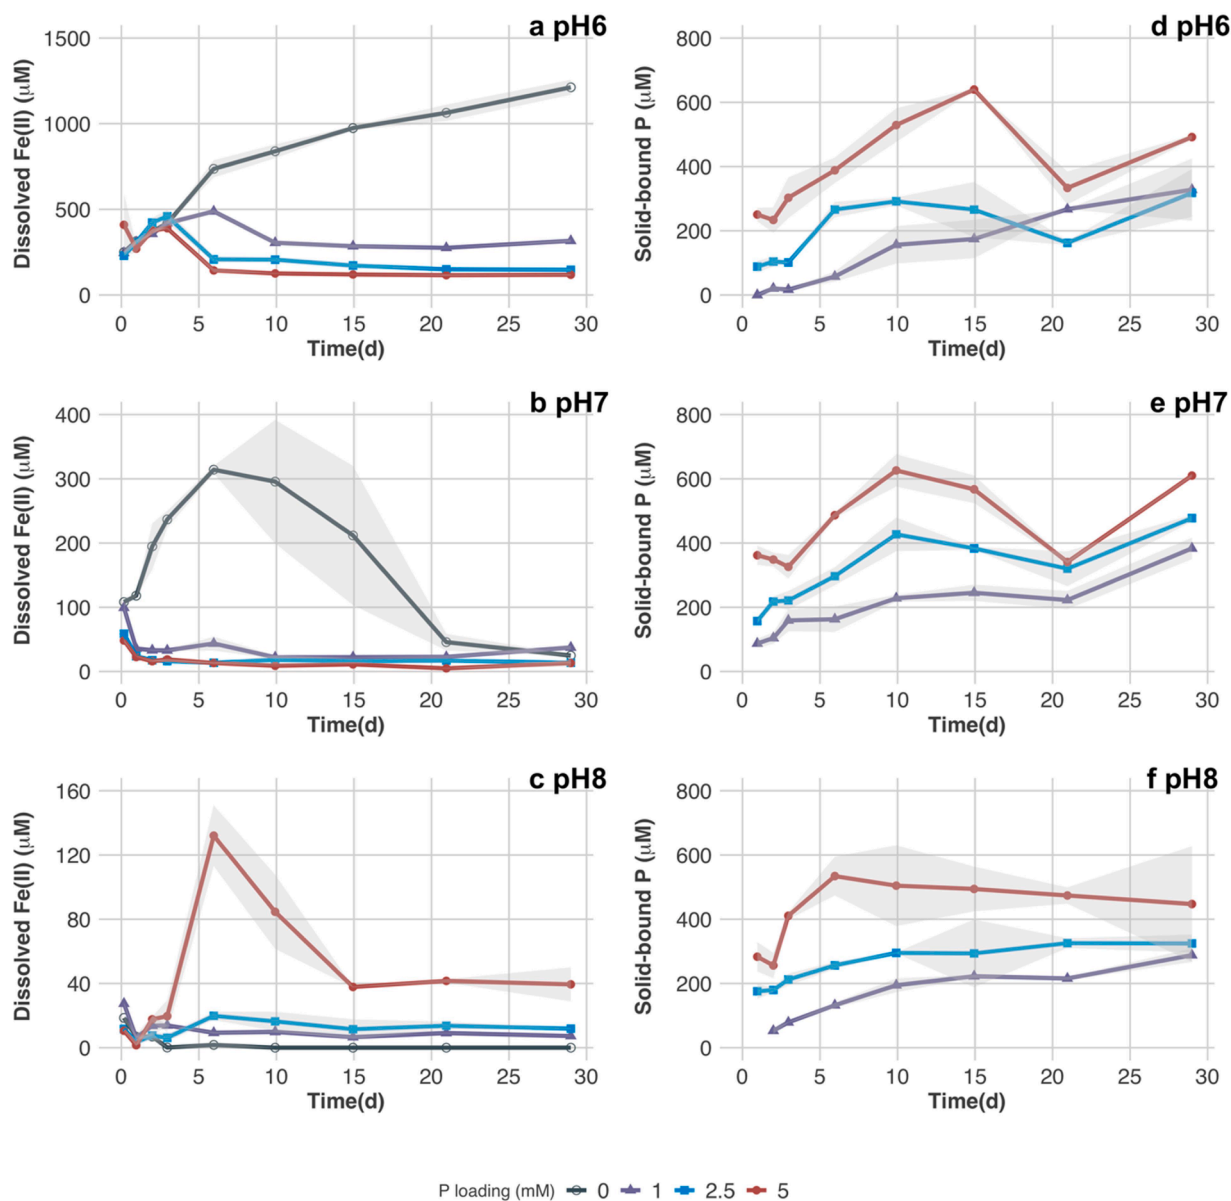 a pH6
Dissolved Fe(II) (μM)
1500
1000
500
0
0 5 10 15 20 25 30
Time(d)
d pH6
Solid-bound P (μM)
800
600
400
200
0
0 5 10 15 20 25 30
Time(d)
b pH7
Dissolved Fe(II) (μM)
400
300
200
100
0
0 5 10 15 20 25 30
Time(d)
e pH7
Solid-bound P (μM)
800
600
400
200
0
0 5 10 15 20 25 30
Time(d)
c pH8
Dissolved Fe(II) (μM)
160
120
80
40
0
0 5 10 15 20 25 30
Time(d)
f pH8
Solid-bound P (μM)
800
600
400
200
0
0 5 10 15 20 25 30
Time(d)
P loading (mM) 0 1 2.5 5